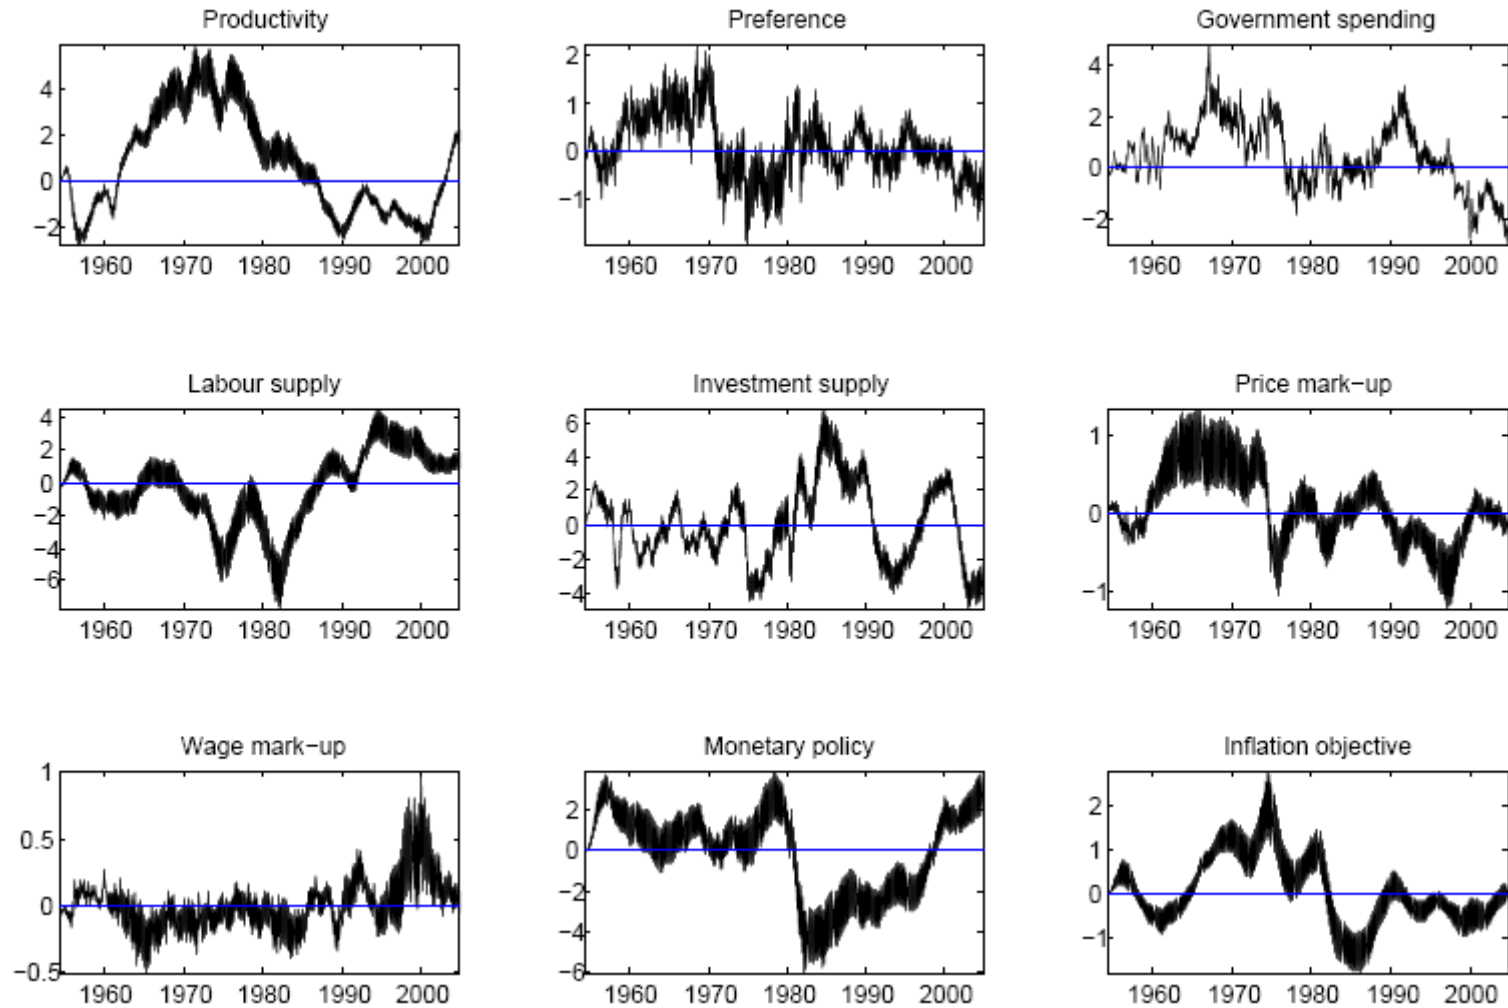 Productivity
Preference
Government spending
4
2
0
−2
1960 1970 1980 1990 2000
2
1
0
−1
1960 1970 1980 1990 2000
4
2
0
−2
1960 1970 1980 1990 2000
Labour supply
Investment supply
Price mark−up
4
2
0
−2
−4
−6
1960 1970 1980 1990 2000
6
4
2
0
−2
−4
1960 1970 1980 1990 2000
1
0
−1
1960 1970 1980 1990 2000
Wage mark−up
Monetary policy
Inflation objective
1
0.5
0
−0.5
1960 1970 1980 1990 2000
2
0
−2
−4
−6
1960 1970 1980 1990 2000
2
1
0
−1
1960 1970 1980 1990 2000